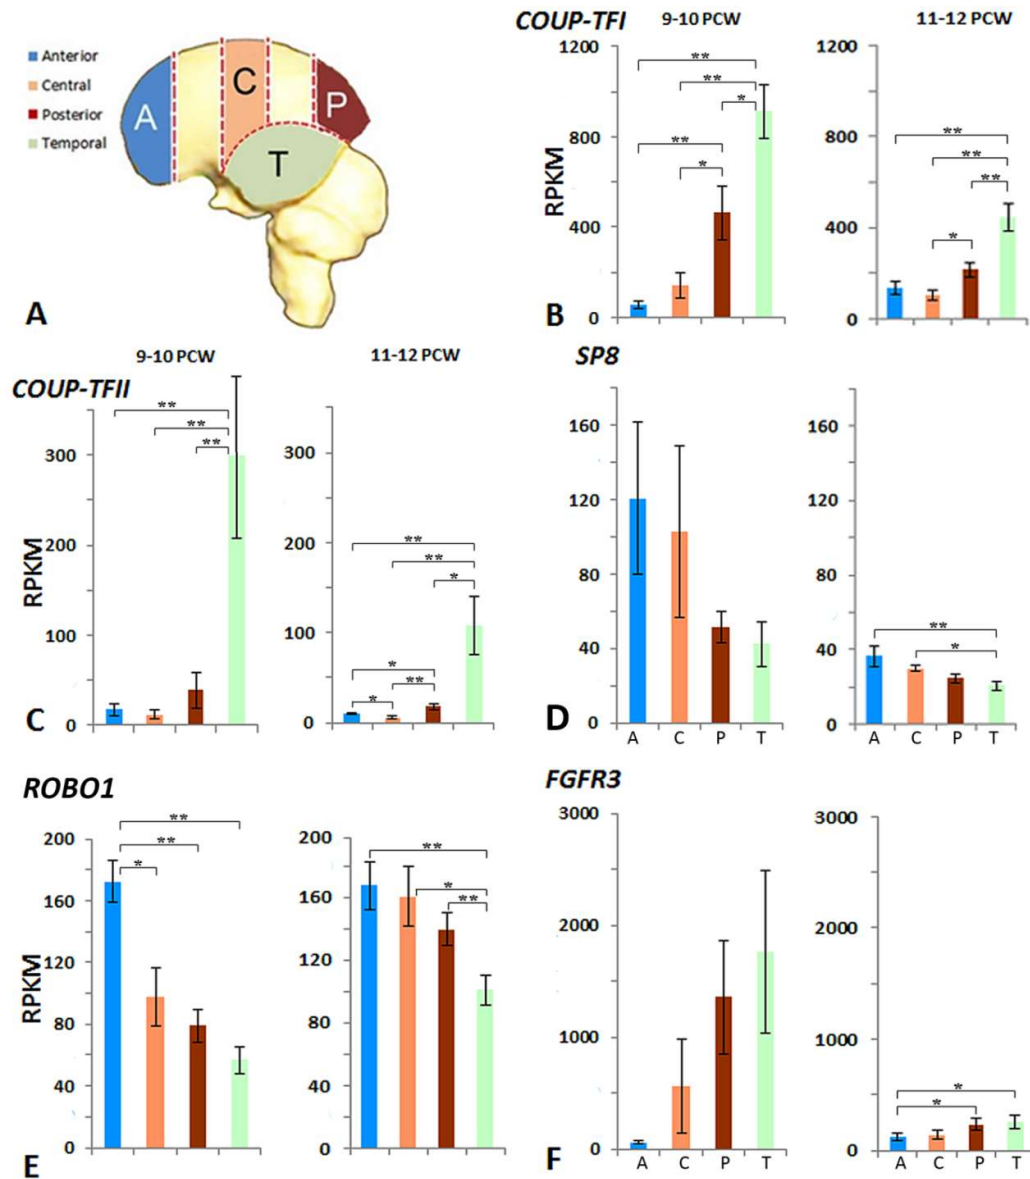 COUP-TFI
9-10 PCW
11-12 PCW
Anterior
Central
Posterior
Temporal
A
C
P
T
A
RPKM
1200
800
400
0
**
**
*
**
*
B
1200
800
400
0
**
**
**
*
9-10 PCW
11-12 PCW
COUP-TFII
RPKM
300
200
100
0
**
**
**
C
300
200
100
0
**
**
*
*
**
*
SP8
160
120
80
40
0
A C P T
D
160
120
80
40
0
**
*
A C P T
ROBO1
RPKM
200
160
120
80
40
0
**
**
*
E
200
160
120
80
40
0
**
*
**
FGFR3
3000
2000
1000
0
A C P T
F
3000
2000
1000
0
*
*
A C P T